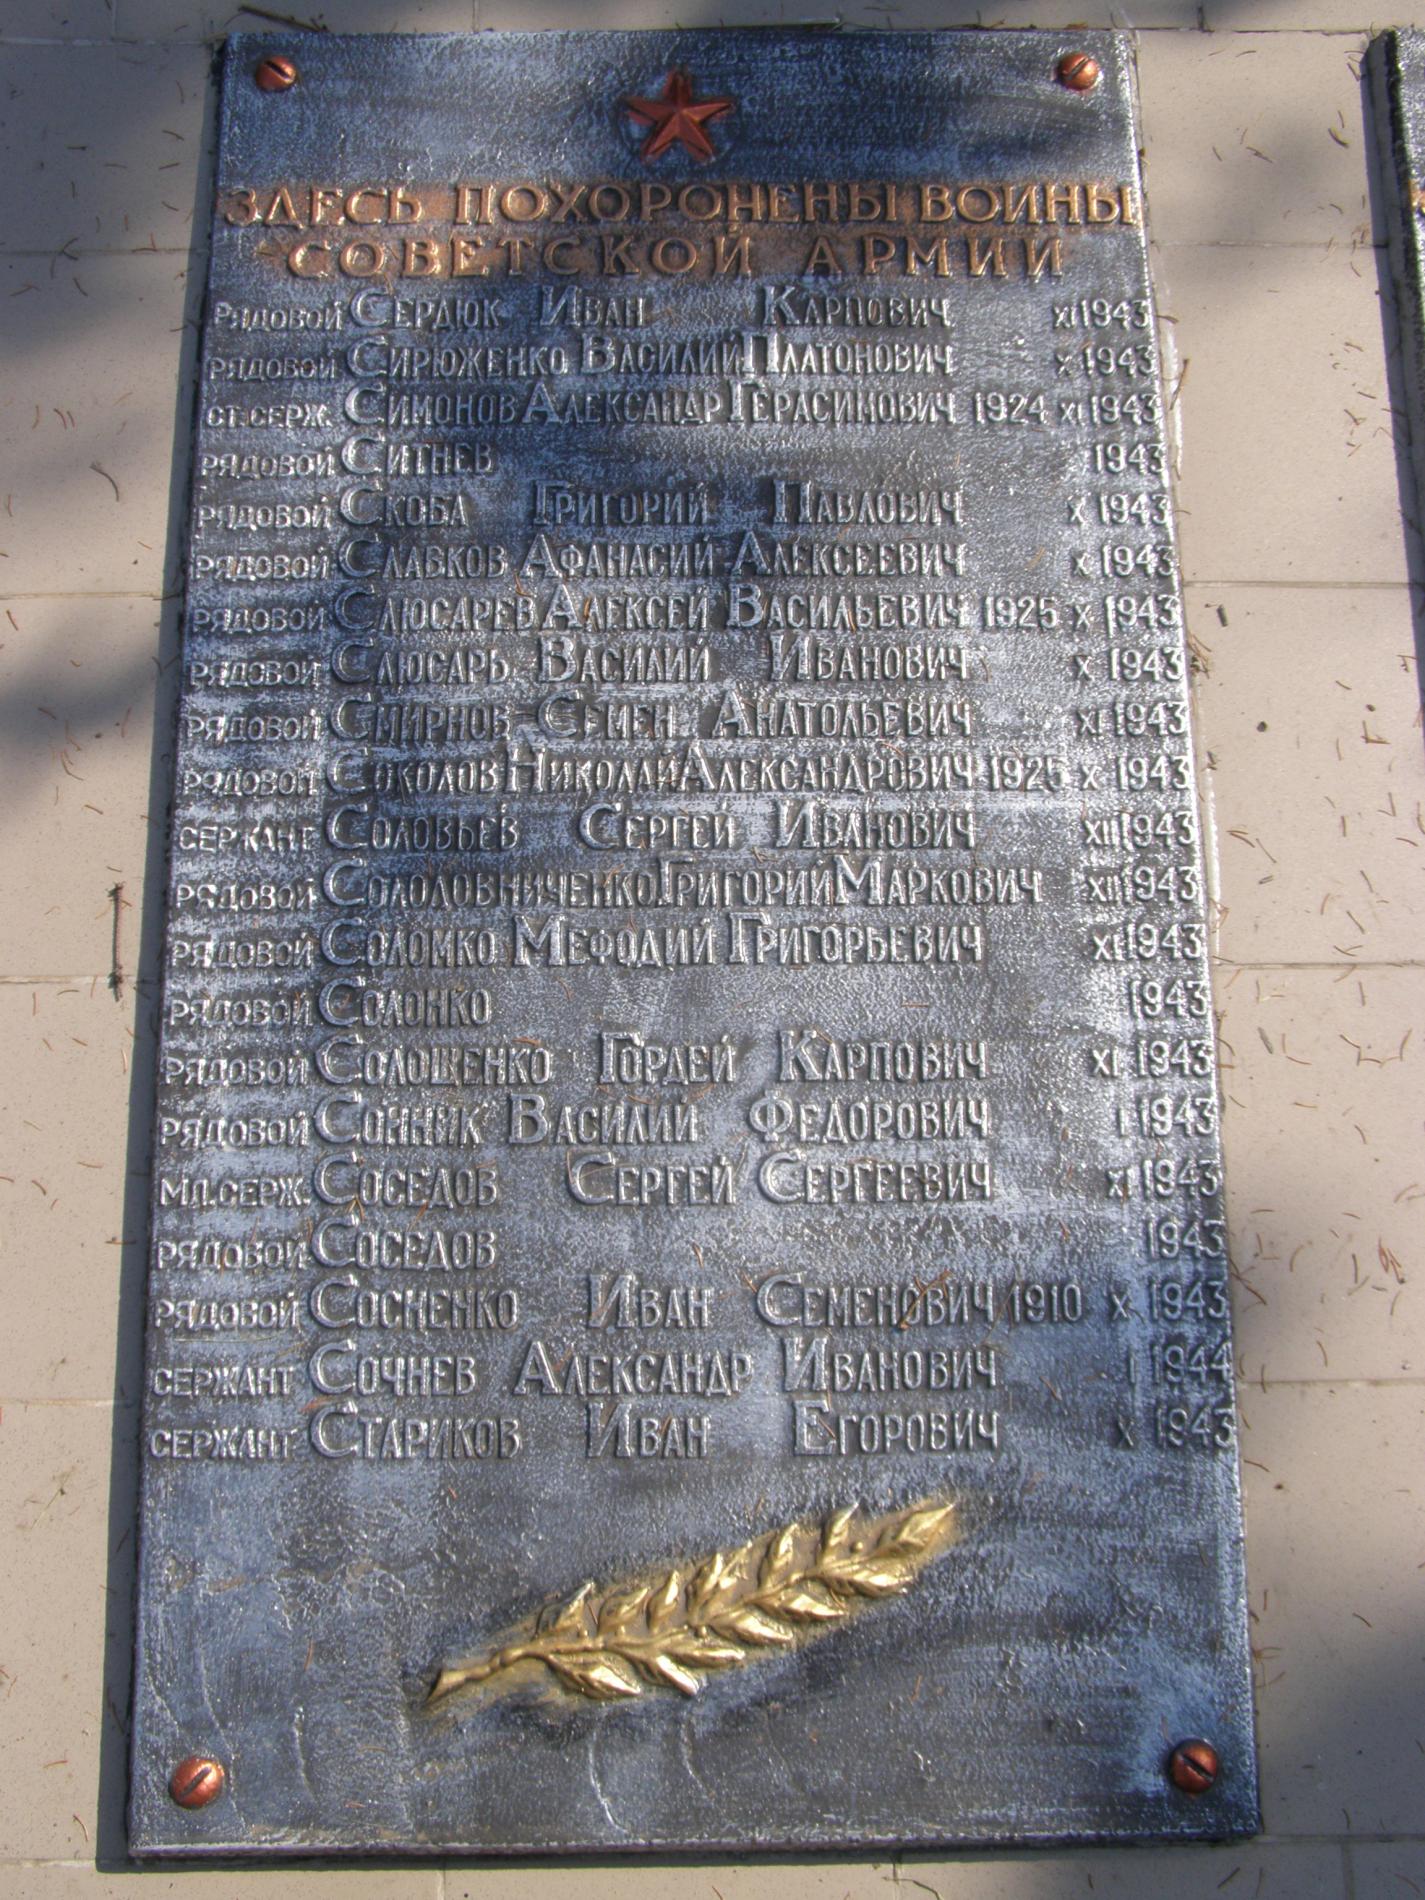 ЗДЕСЬ ПОХОРОНЕНЫ ВОИНЫ
СОВЕТСКОЙ АРМИИ
РЯДОВОЙ СЕРДЮК ИВАН КАРПОВИЧ XI 1943
РЯДОВОЙ СИРЮЖЕНКО ВАСИЛИЙ ПЛАТОНОВИЧ X 1943
СТ.СЕРЖ. СИМОНОВ АЛЕКСАНДР ГЕРАСИМОВИЧ 1924 XI 1943
РЯДОВОЙ СИТНЕВ 1943
РЯДОВОЙ СКОБА ГРИГОРИЙ ПАВЛОВИЧ X 1943
РЯДОВОЙ СЛАВКОВ АФАНАСИЙ АЛЕКСЕЕВИЧ X 1943
РЯДОВОЙ СЛЮСАРЕВ АЛЕКСЕЙ ВАСИЛЬЕВИЧ 1925 X 1943
РЯДОВОЙ СЛЮСАРЬ ВАСИЛИЙ ИВАНОВИЧ X 1943
РЯДОВОЙ СМИРНОВ СЕМЕН АНАТОЛЬЕВИЧ XI 1943
РЯДОВОЙ СОКОЛОВ НИКОЛАЙ АЛЕКСАНДРОВИЧ 1925 X 1943
СЕРЖАНТ СОЛОВЬЕВ СЕРГЕЙ ИВАНОВИЧ XII 1943
РЯДОВОЙ СОЛОЛОВНИЧЕНКО ГРИГОРИЙ МАРКОВИЧ XII 1943
РЯДОВОЙ СОЛОМКО МЕФОДИЙ ГРИГОРЬЕВИЧ XI 1943
РЯДОВОЙ СОЛОНКО 1943
РЯДОВОЙ СОЛОШЕНКО ГОРДЕЙ КАРПОВИЧ XI 1943
РЯДОВОЙ ВАСИЛИЙ ФЕДОРОВИЧ I 1943
МЛ.СЕРЖ. СОСЕДОВ СЕРГЕЙ СЕРГЕЕВИЧ XI 1943
РЯДОВОЙ СОСЕДОВ 1943
РЯДОВОЙ СОСНЕНКО ИВАН СЕМЕНОВИЧ 1910 X 1943
СЕРЖАНТ СОЧНЕВ АЛЕКСАНДР ИВАНОВИЧ I 1944
СЕРЖАНТ СТАРИКОВ ИВАН ЕГОРОВИЧ X 1943